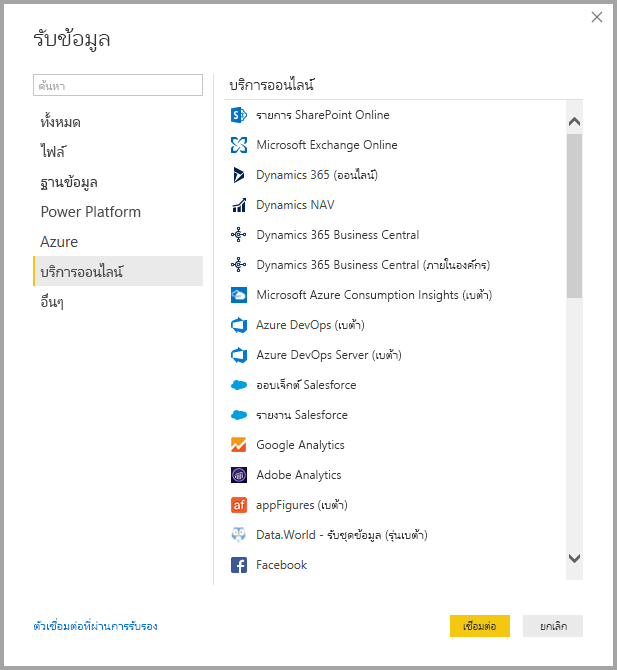 รับข้อมูล
ค้นหา
ทั้งหมด
ไฟล์
ฐานข้อมูล
Power Platform
Azure
บริการออนไลน์
อื่นๆ
บริการออนไลน์
รายการ SharePoint Online
Microsoft Exchange Online
Dynamics 365 (ออนไลน์)
Dynamics NAV
Dynamics 365 Business Central
Dynamics 365 Business Central (ภายในองค์กร)
Microsoft Azure Consumption Insights (เบต้า)
Azure DevOps (เบต้า)
Azure DevOps Server (เบต้า)
ออบเจ็กต์ Salesforce
รายงาน Salesforce
Google Analytics
Adobe Analytics
appFigures (เบต้า)
Data.World - รับชุดข้อมูล (รุ่นเบต้า)
Facebook
ตัวเชื่อมต่อที่ผ่านการรับรอง
เชื่อมต่อ
ยกเลิก